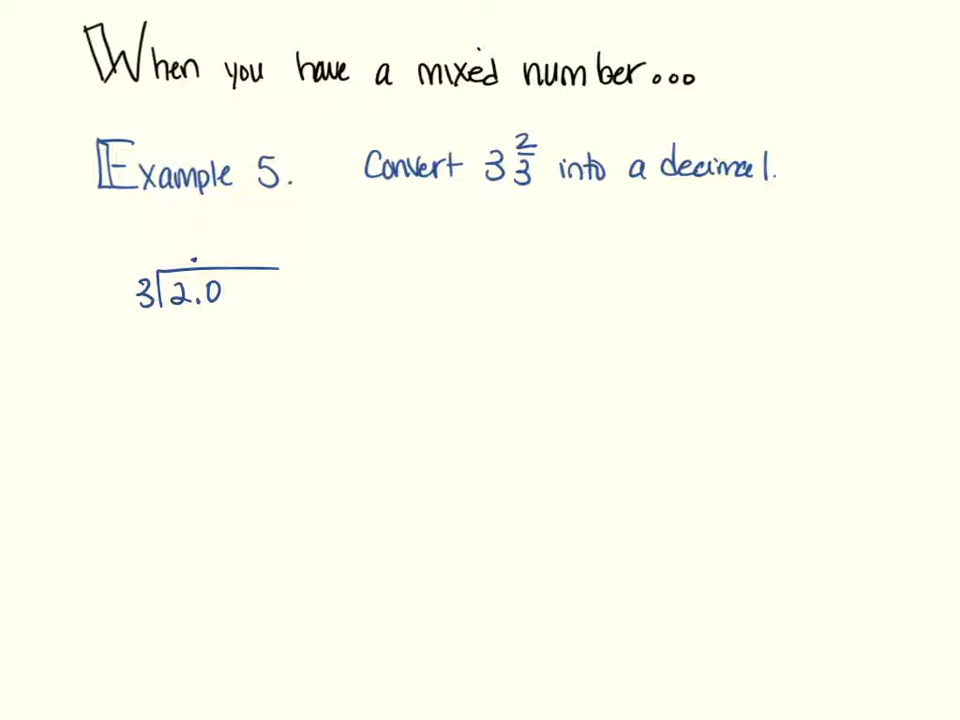 When you have a mixed number...
Example 5. Convert 3 2/3 into a decimal.
.
3 2.0